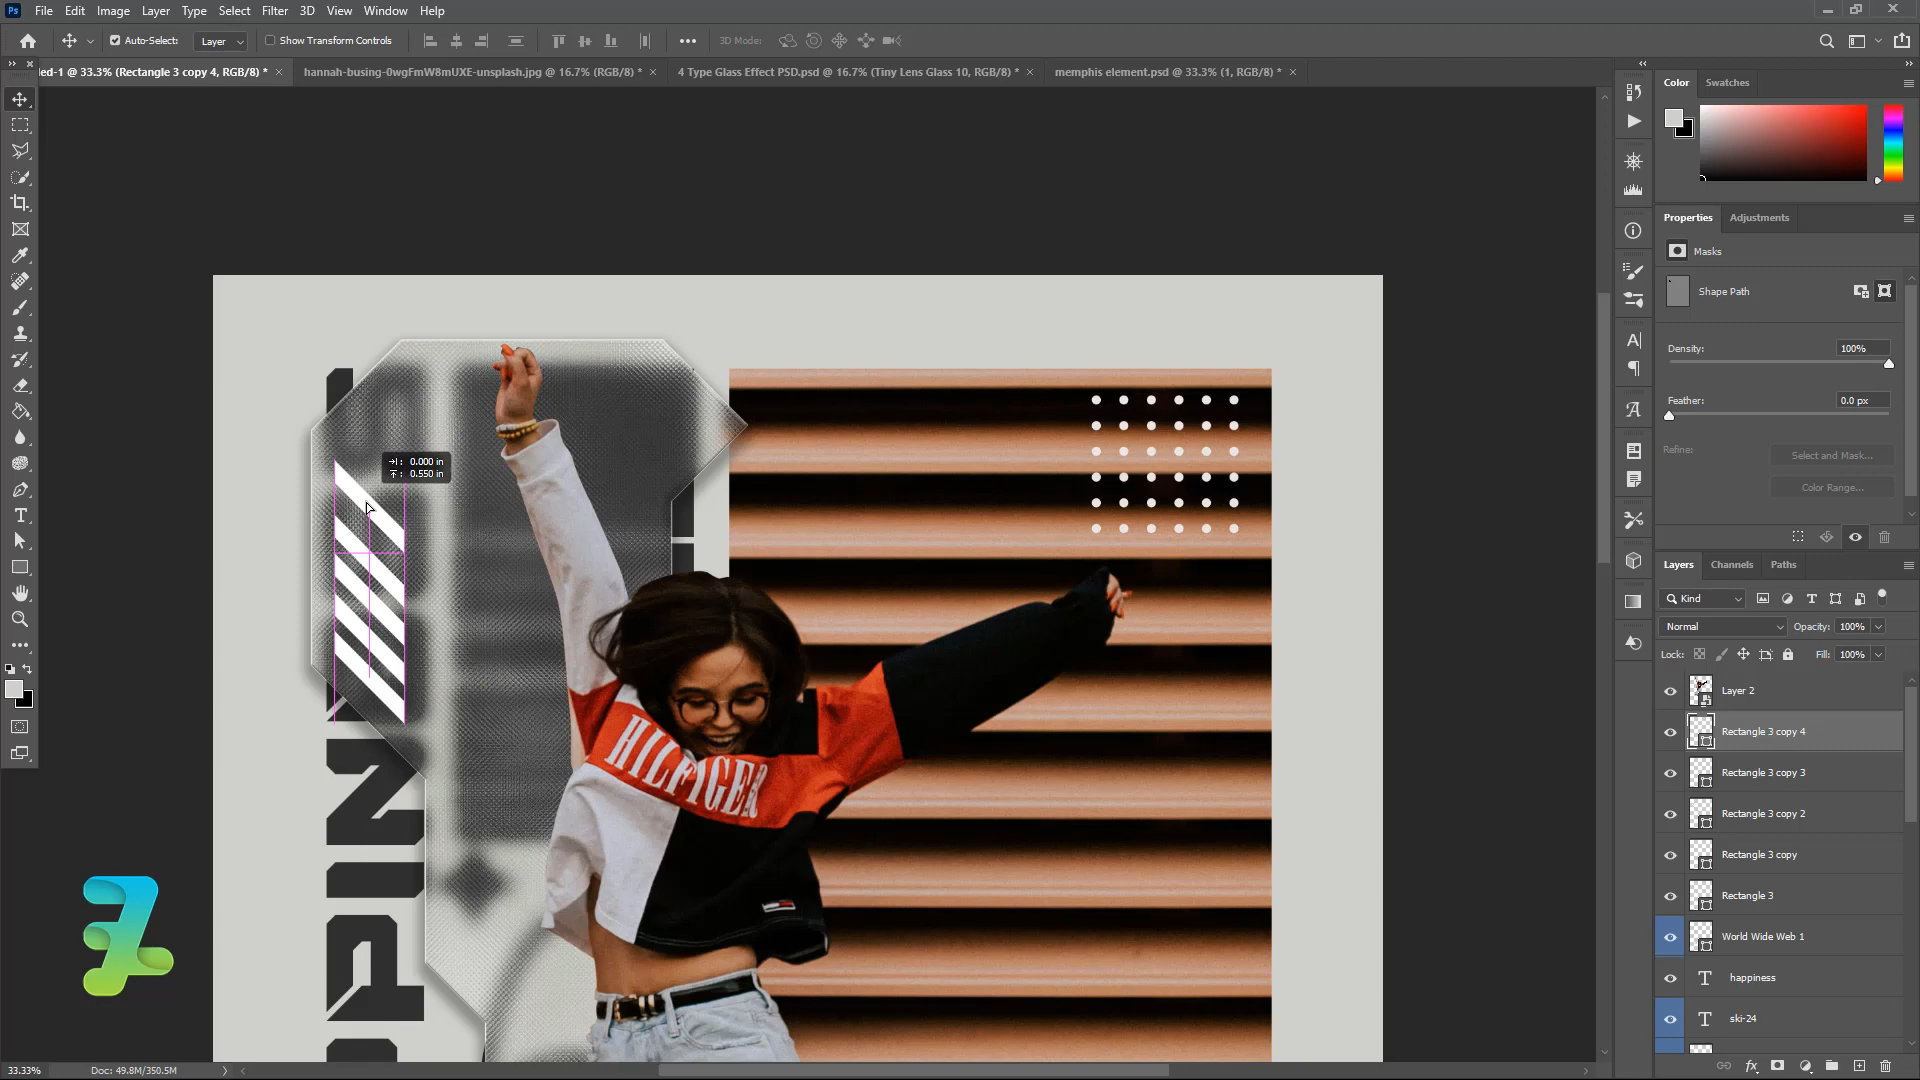 Ps File Edit Image Layer Type Select Filter 3D View Window Help
Auto-Select: Layer Show Transform Controls 3D Mode:
led-1 @ 33.3% (Rectangle 3 copy 4, RGB/8) *
hannah-busing-0wgFmW8mUXE-unsplash.jpg @ 16.7% (RGB/8) *
4 Type Glass Effect PSD.psd @ 16.7% (Tiny Lens Glass 10, RGB/8) *
memphis element.psd @ 33.3% (1, RGB/8) *
Color Swatches
Properties Adjustments
Masks
Shape Path
Density: 100%
Feather: 0.0 px
Refine: Select and Mask...
Color Range...
Layers Channels Paths
Kind
Normal Opacity: 100%
Lock: Fill: 100%
Layer 2
Rectangle 3 copy 4
Rectangle 3 copy 3
Rectangle 3 copy 2
Rectangle 3 copy
Rectangle 3
World Wide Web 1
happiness
ski-24
0.000 in
0.550 in
HILFIGER
PIN
33.33% Doc: 49.8M/350.5M